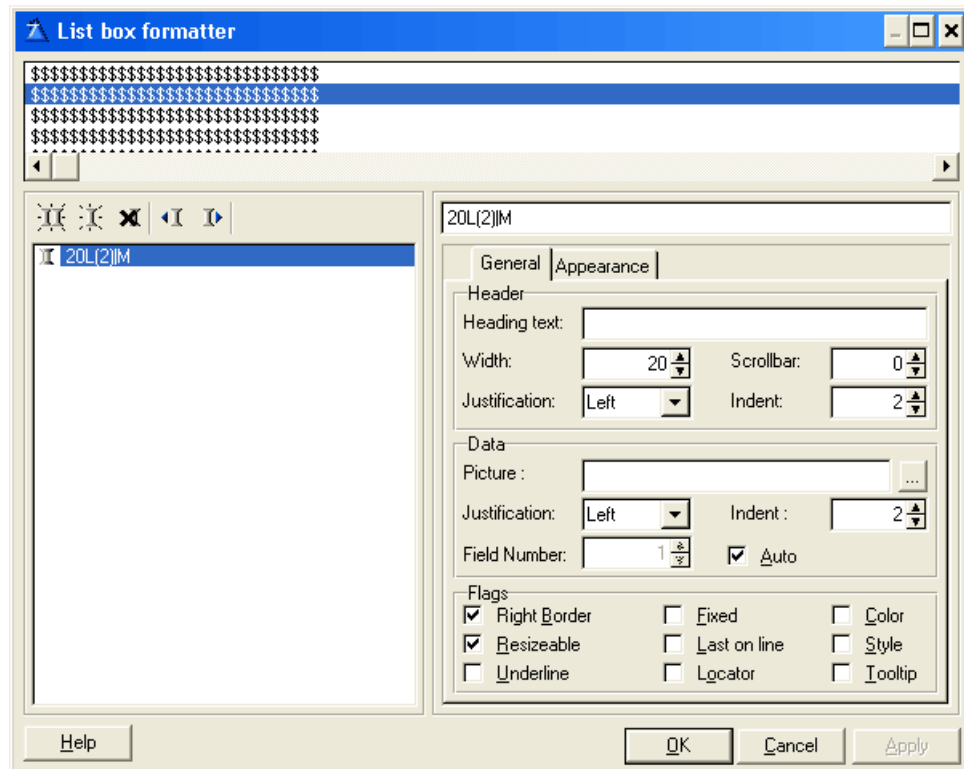 List box formatter
$$$$$$$$$$$$$$$$$$$$$$$$$$$$$$
$$$$$$$$$$$$$$$$$$$$$$$$$$$$$$
$$$$$$$$$$$$$$$$$$$$$$$$$$$$$$
$$$$$$$$$$$$$$$$$$$$$$$$$$$$$$
20L(2)|M
20L(2)|M
General Appearance
Header
Heading text:
Width: 20 Scrollbar: 0
Justification: Left Indent: 2
Data
Picture : ...
Justification: Left Indent : 2
Field Number: 1 Auto
Flags
Right Border Fixed Color
Resizeable Last on line Style
Underline Locator Tooltip
Help OK Cancel Apply